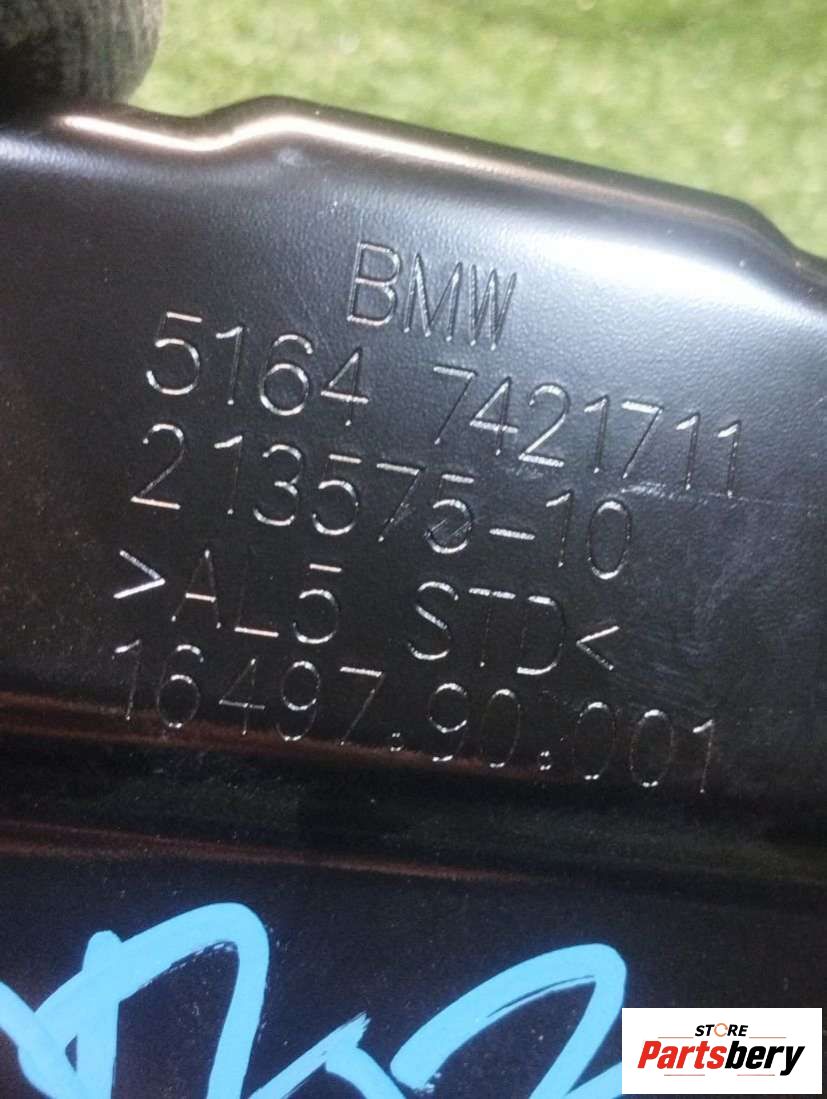 BMW
5164 7421711
213575-10
>AL5 STD<
16497.90.001
STORE
Partsbery